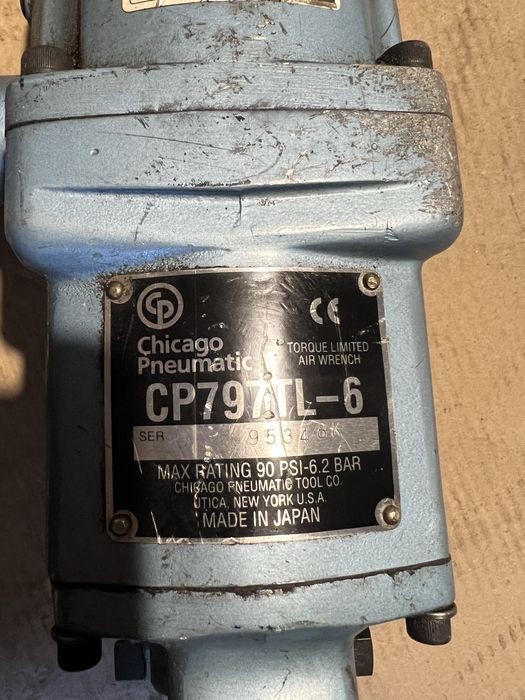 CP
CE
Chicago
Pneumatic
TORQUE LIMITED
AIR WRENCH
CP797TL-6
SER 9534GK
MAX RATING 90 PSI-6.2 BAR
CHICAGO PNEUMATIC TOOL CO.
UTICA, NEW YORK U.S.A.
MADE IN JAPAN